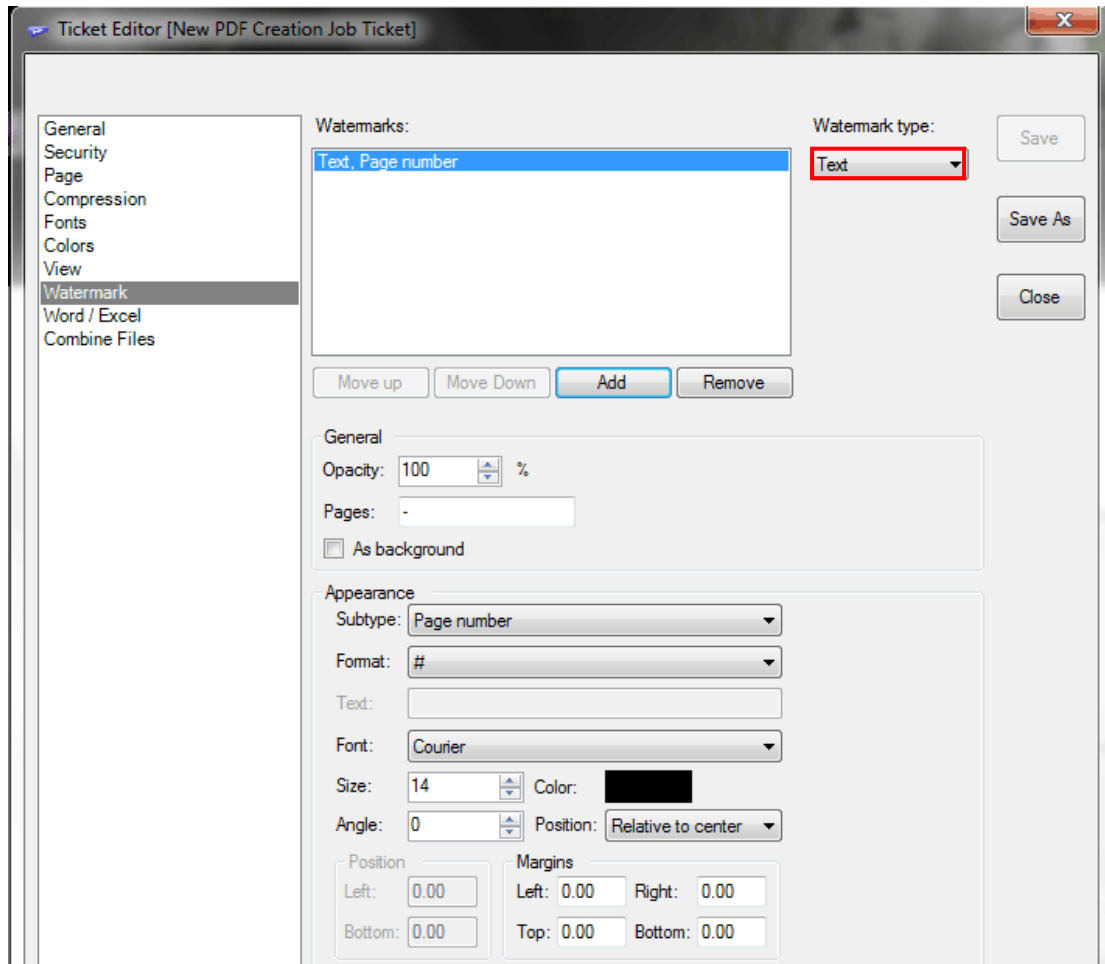 Ticket Editor [New PDF Creation Job Ticket]
x
General
Security
Page
Compression
Fonts
Colors
View
Watermark
Word / Excel
Combine Files
Watermarks:
Text, Page number
Watermark type:
Text
Save
Save As
Close
Move up Move Down Add Remove
General
Opacity: 100 %
Pages: -
As background
Appearance
Subtype: Page number
Format: #
Text:
Font: Courier
Size: 14 Color:
Angle: 0 Position: Relative to center
Position
Left: 0.00
Bottom: 0.00
Margins
Left: 0.00 Right: 0.00
Top: 0.00 Bottom: 0.00